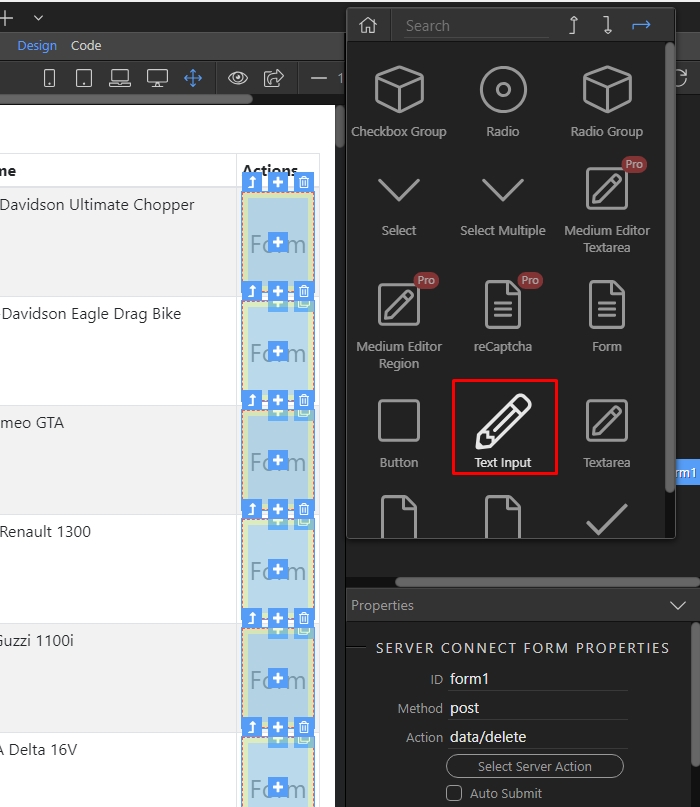 Design Code
Search
1
Checkbox Group Radio Radio Group
Pro
Select Select Multiple Medium Editor
Textarea
Pro Pro
Medium Editor reCaptcha Form
Region
Button Text Input Textarea
me Actions
Davidson Ultimate Chopper
Form
-Davidson Eagle Drag Bike
Form
meo GTA
Form
Renault 1300
Form
Guzzi 1100i
Form
A Delta 16V
Form
rm1
Properties
SERVER CONNECT FORM PROPERTIES
ID form1
Method post
Action data/delete
Select Server Action
Auto Submit